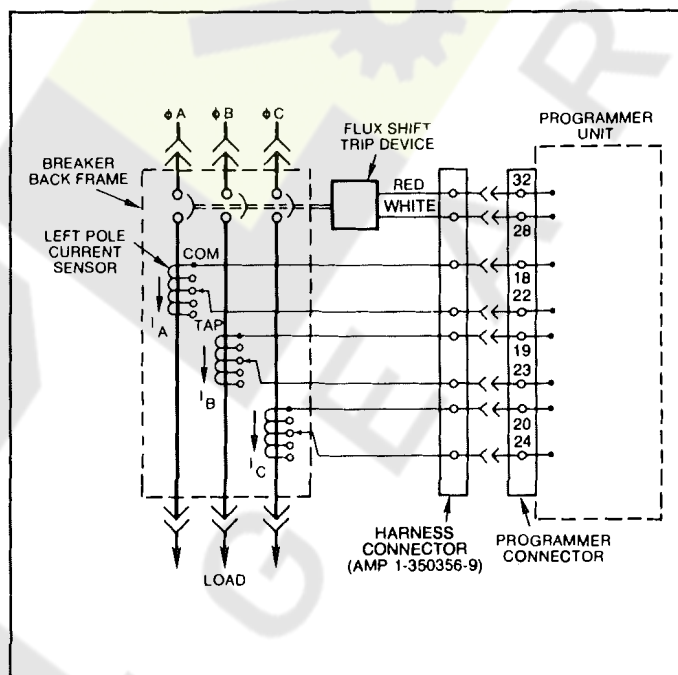 ϕA ϕB ϕC
FLUX SHIFT
TRIP DEVICE
PROGRAMMER
UNIT
BREAKER
BACK FRAME
RED
WHITE
32
28
LEFT POLE
CURRENT
SENSOR
COM
TAP
18
22
19
23
20
24
I A
I B
I C
HARNESS
CONNECTOR
(AMP 1-350356-9)
PROGRAMMER
CONNECTOR
LOAD
GEAR